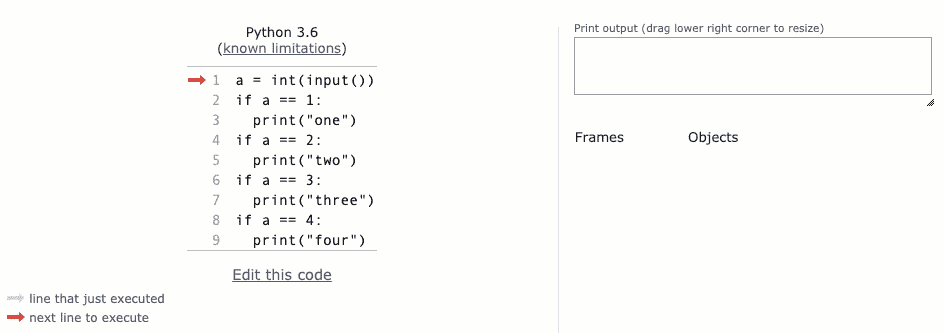 Python 3.6
(known limitations)
1 a = int(input())
2 if a == 1:
3   print("one")
4 if a == 2:
5   print("two")
6 if a == 3:
7   print("three")
8 if a == 4:
9   print("four")
Edit this code
line that just executed
next line to execute
Print output (drag lower right corner to resize)
Frames Objects